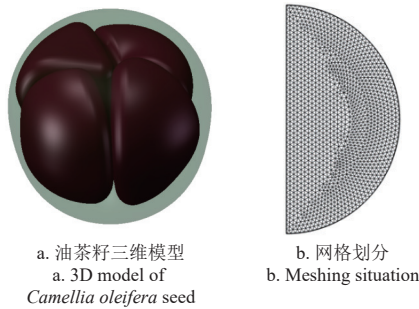 a. 油茶籽三维模型
a. 3D model of
Camellia oleifera seed
b. 网格划分
b. Meshing situation